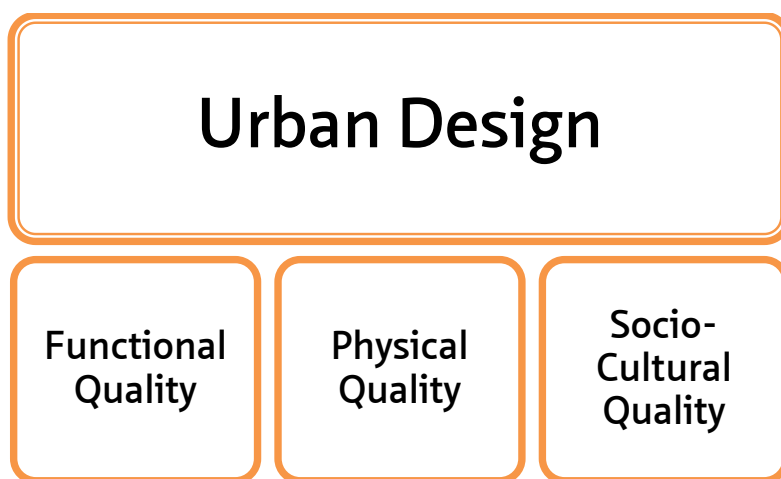 Urban Design
Functional
Quality
Physical
Quality
Socio-
Cultural
Quality